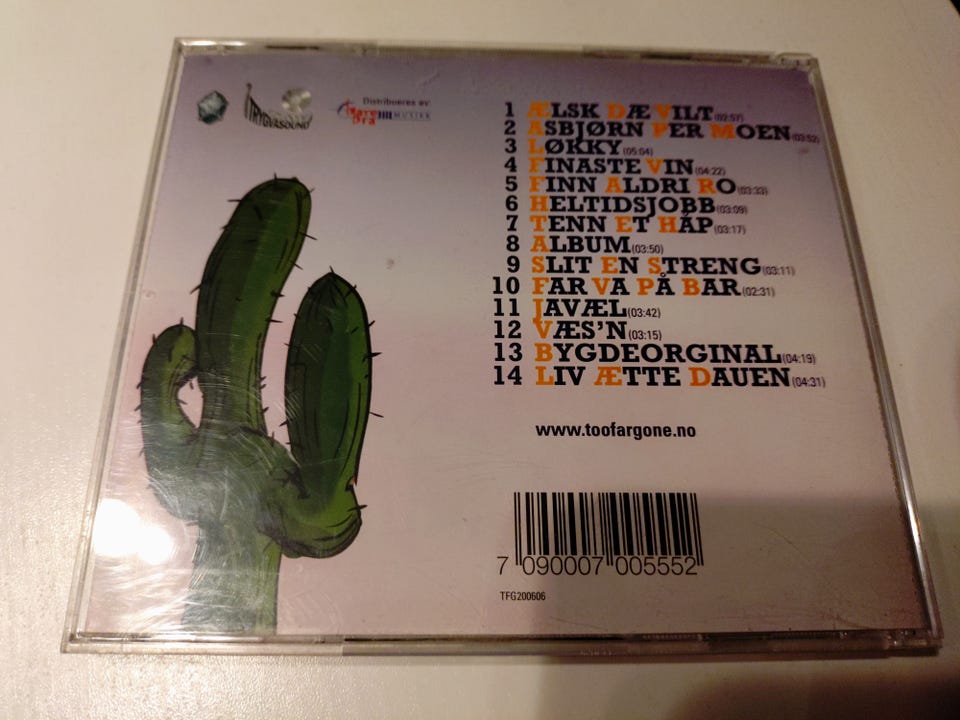 TRYGVASOUND
Distribueres av:
MUSIKK
1 ÆLSK DÆ VILT (02:57)
2 ASBJØRN PER MOEN (03:52)
3 LØKKY (05:04)
4 FINASTE VIN (04:22)
5 FINN ALDRI RO (03:33)
6 HELTIDSJOBB (03:09)
7 TENN ET HÅP (03:17)
8 ALBUM (03:50)
9 SLIT EN STRENG (03:11)
10 FAR VA PÅ BAR (02:31)
11 JAVÆL (03:42)
12 VÆS'N (03:15)
13 BYGDEORGINAL (04:19)
14 LIV ÆTTE DAUEN (04:31)
www.toofargone.no
7 090007 005552
TFG200606